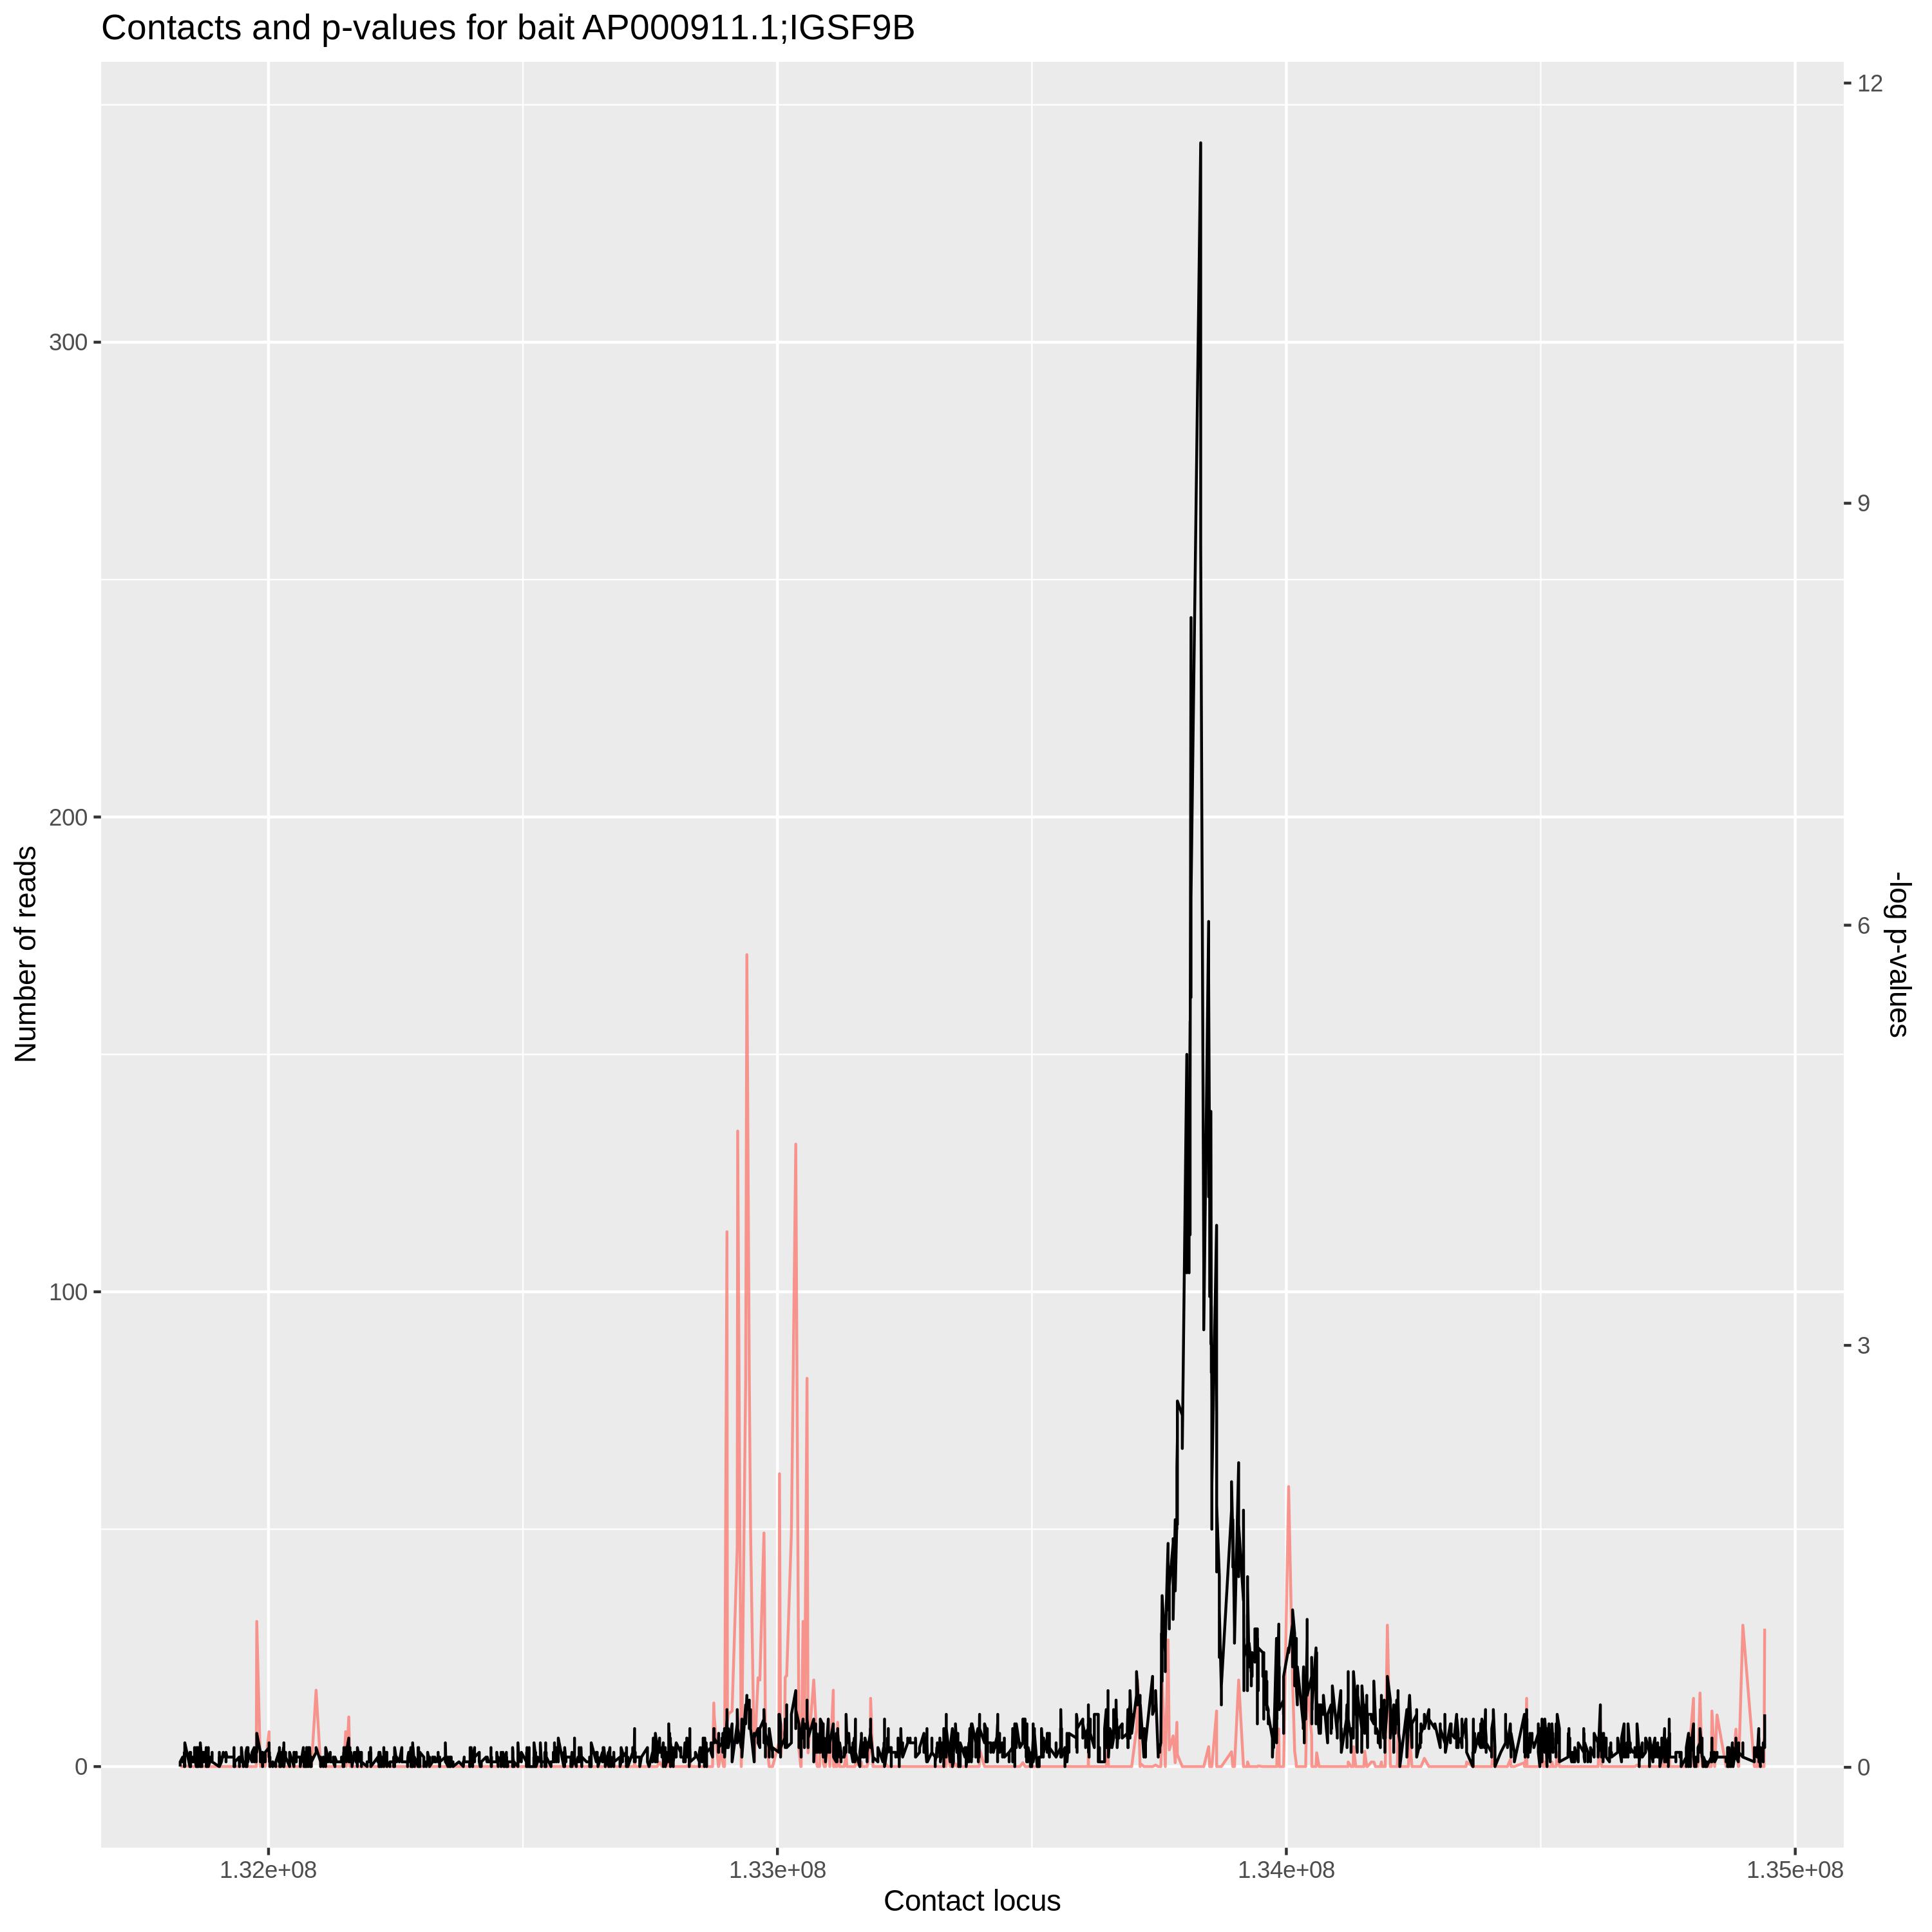 Contacts and p-values for bait AP000911.1;IGSF9B
12
300
9
200
6
100
3
0
0
Number of reads
-log p-values
1.32e+08
1.33e+08
1.34e+08
1.35e+08
Contact locus